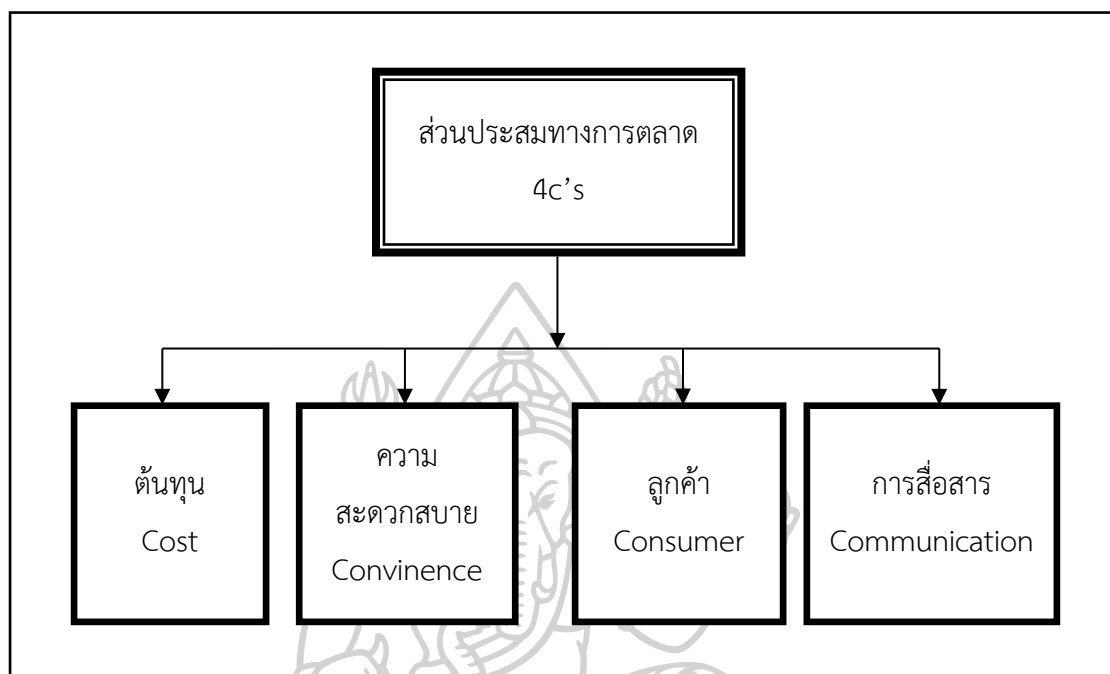 ส่วนประสมทางการตลาด
4c’s
ต้นทุน
Cost
ความ
สะดวกสบาย
Convinence
ลูกค้า
Consumer
การสื่อสาร
Communication